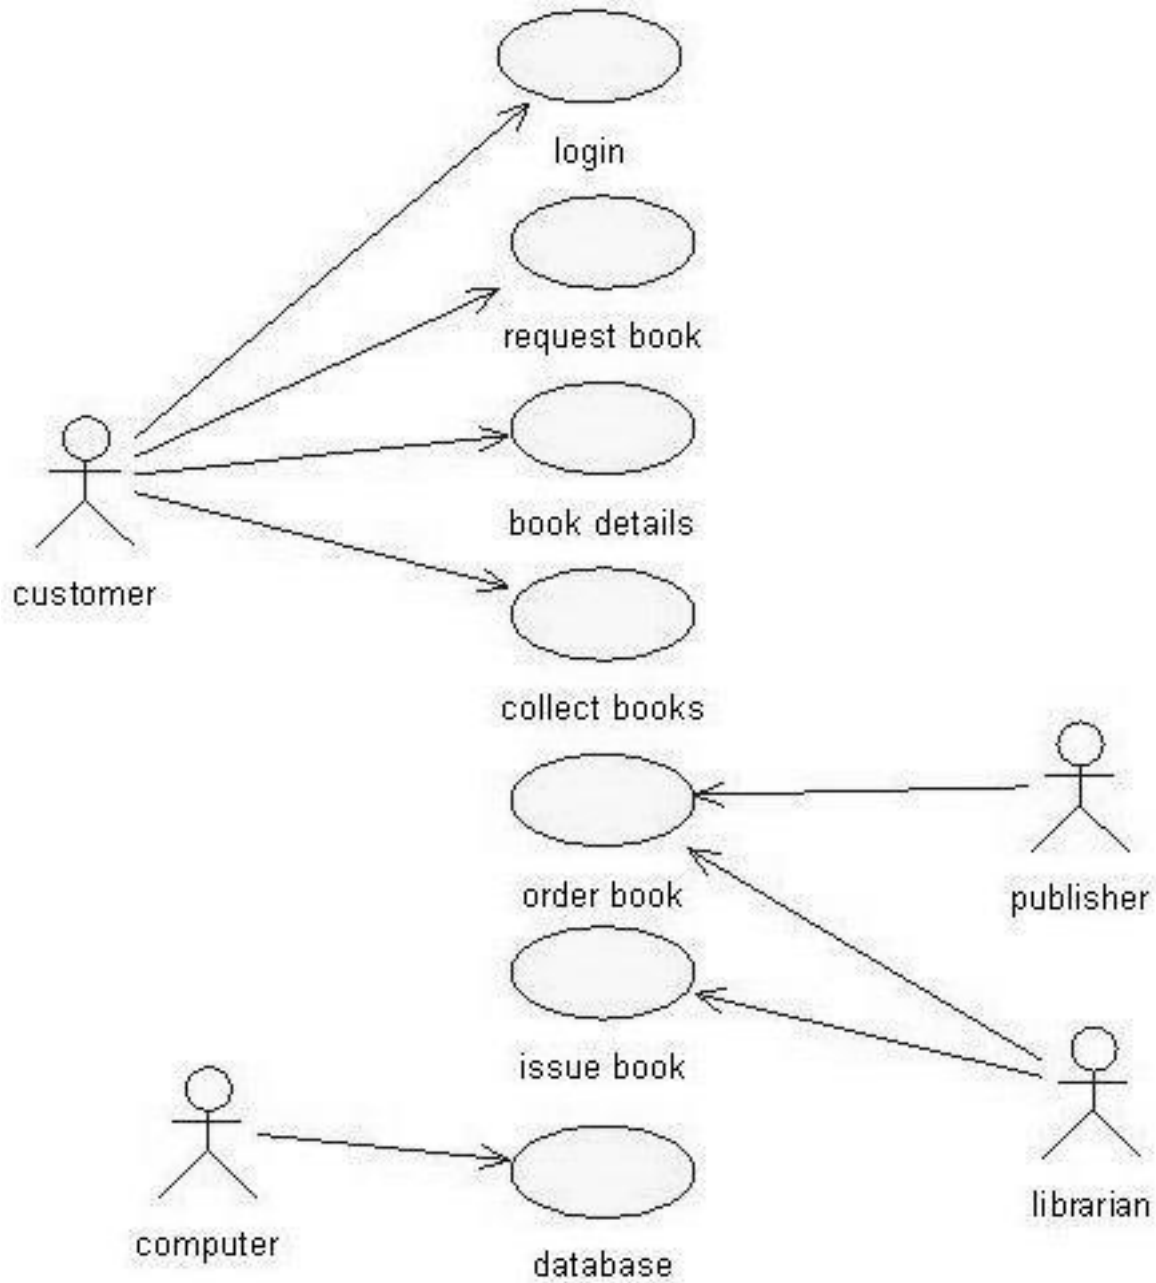 login
request book
book details
customer
collect books
order book
publisher
issue book
librarian
computer
database